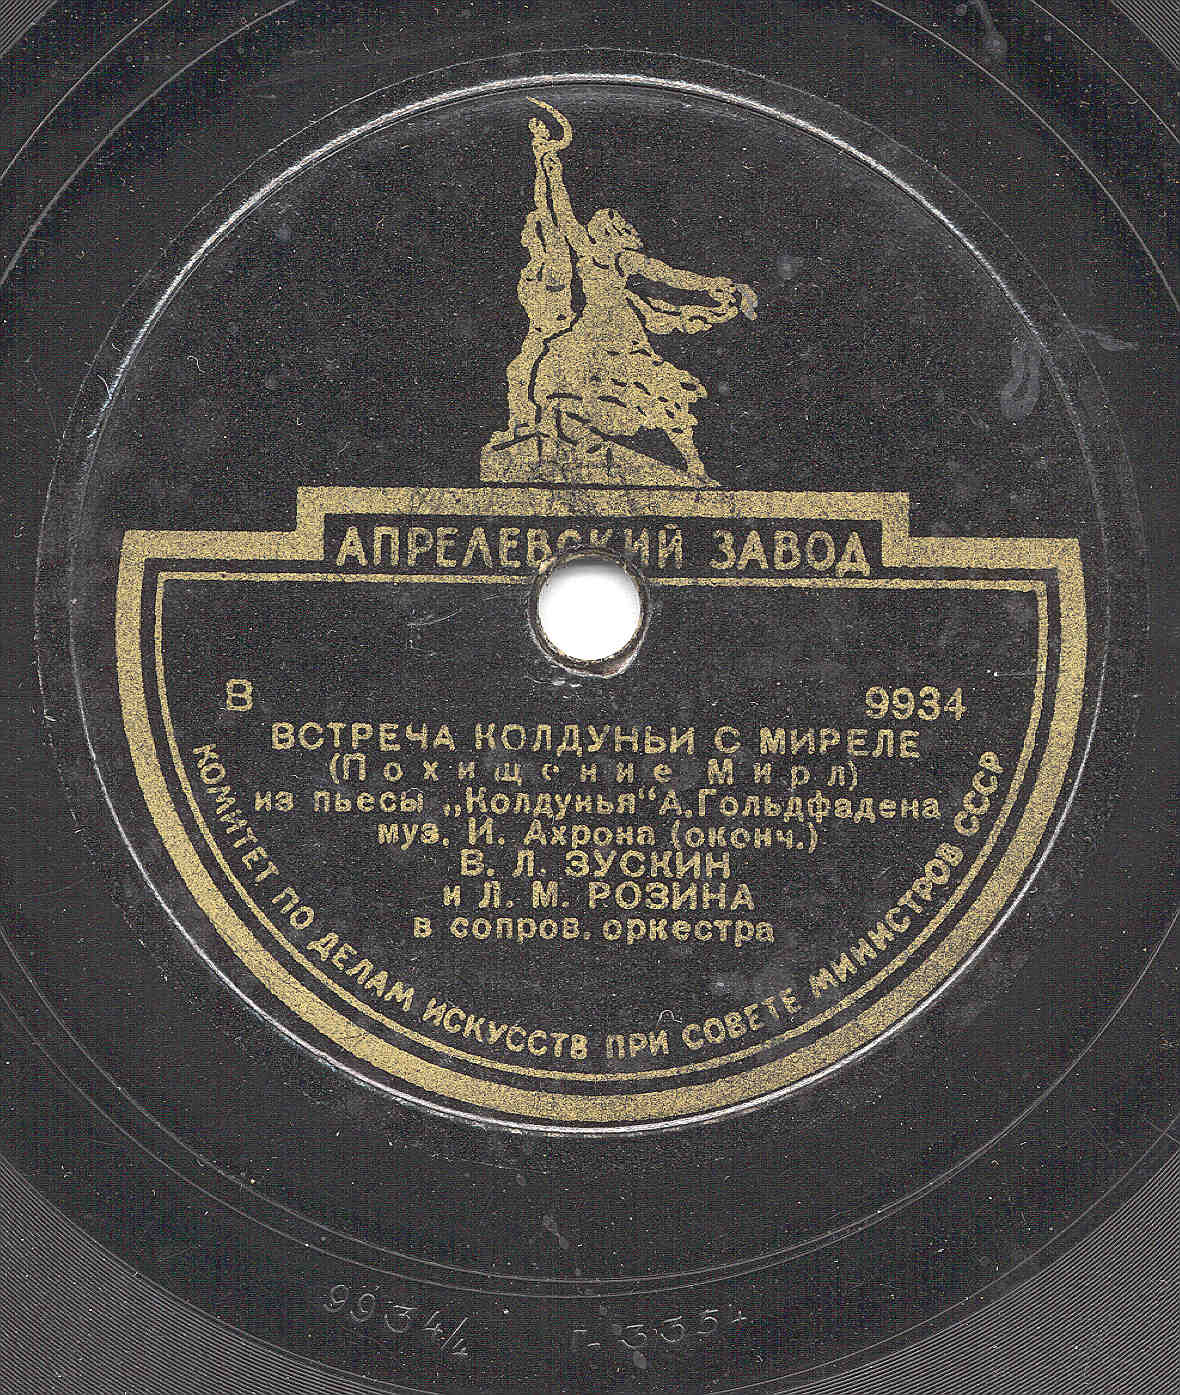 АПРЕЛЕВСКИЙ ЗАВОД
В 9934
ВСТРЕЧА КОЛДУНЬИ С МИРЕЛЕ
(Похищение Мирл)
из пьесы „Колдунья“ А.Гольдфадена
муз. И. Ахрона (оконч.)
В. Л. ЗУСКИН
и Л. М. РОЗИНА
в сопров. оркестра
КОМИТЕТ ПО ДЕЛАМ ИСКУССТВ ПРИ СОВЕТЕ МИНИСТРОВ СССР
9934/4